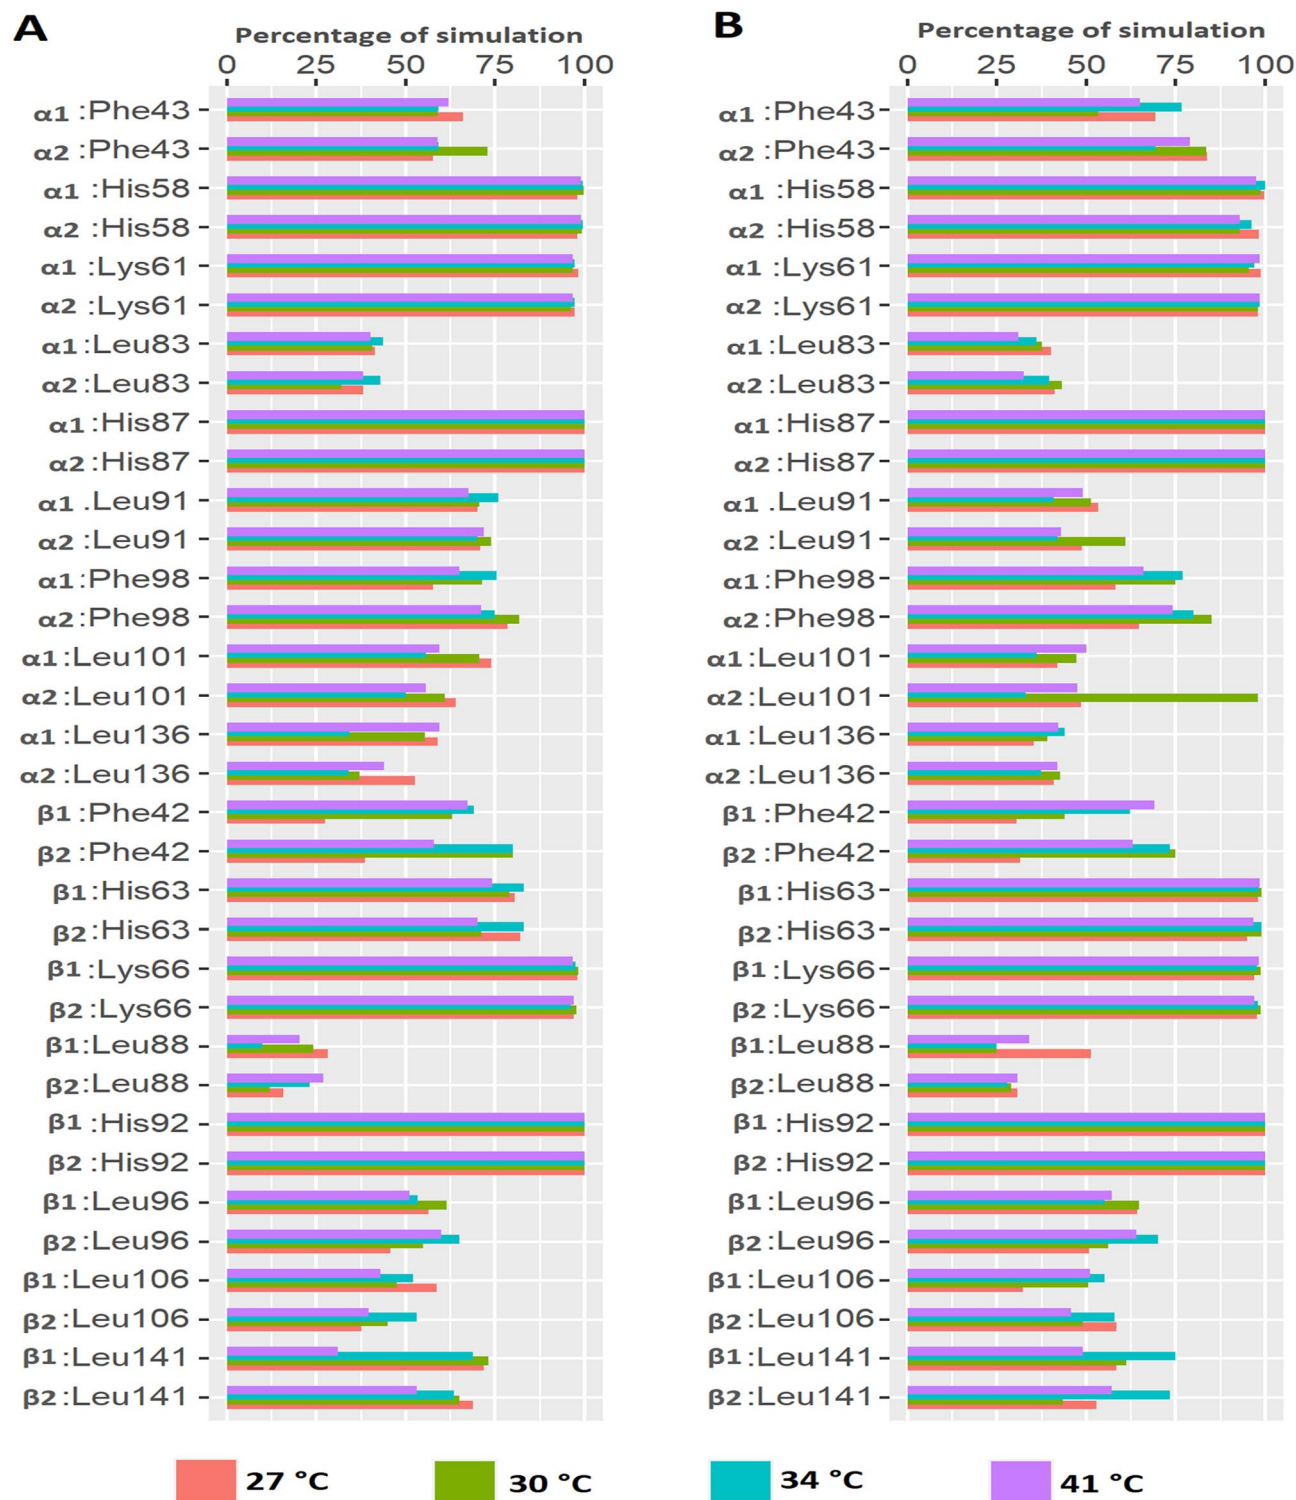 A
Percentage of simulation
0 25 50 75 100
α1 :Phe43
α2 :Phe43
α1 :His58
α2 :His58
α1 :Lys61
α2 :Lys61
α1:Leu83
α2:Leu83
α1 :His87
α2 :His87
α1 :Leu91
α2 :Leu91
α1:Phe98
α2:Phe98
α1:Leu101
α2:Leu101
α1 :Leu136
α2 :Leu136
β1:Phe42
β2:Phe42
β1:His63
β2:His63
β1:Lys66
β2:Lys66
β1:Leu88
β2:Leu88
β1 :His92
β2 :His92
β1:Leu96
β2:Leu96
β1:Leu106
β2:Leu106
β1:Leu141
β2:Leu141
B
Percentage of simulation
0 25 50 75 100
α1 :Phe43
α2 :Phe43
α1 :His58
α2 :His58
α1 :Lys61
α2 :Lys61
α1:Leu83
α2:Leu83
α1 :His87
α2 :His87
α1 :Leu91
α2 :Leu91
α1:Phe98
α2:Phe98
α1:Leu101
α2:Leu101
α1 :Leu136
α2 :Leu136
β1 :Phe42
β2 :Phe42
β1:His63
β2:His63
β1:Lys66
β2:Lys66
β1:Leu88
β2:Leu88
β1 :His92
β2 :His92
β1:Leu96
β2:Leu96
β1:Leu106
β2:Leu106
β1:Leu141
β2:Leu141
27 °C 30 °C 34 °C 41 °C